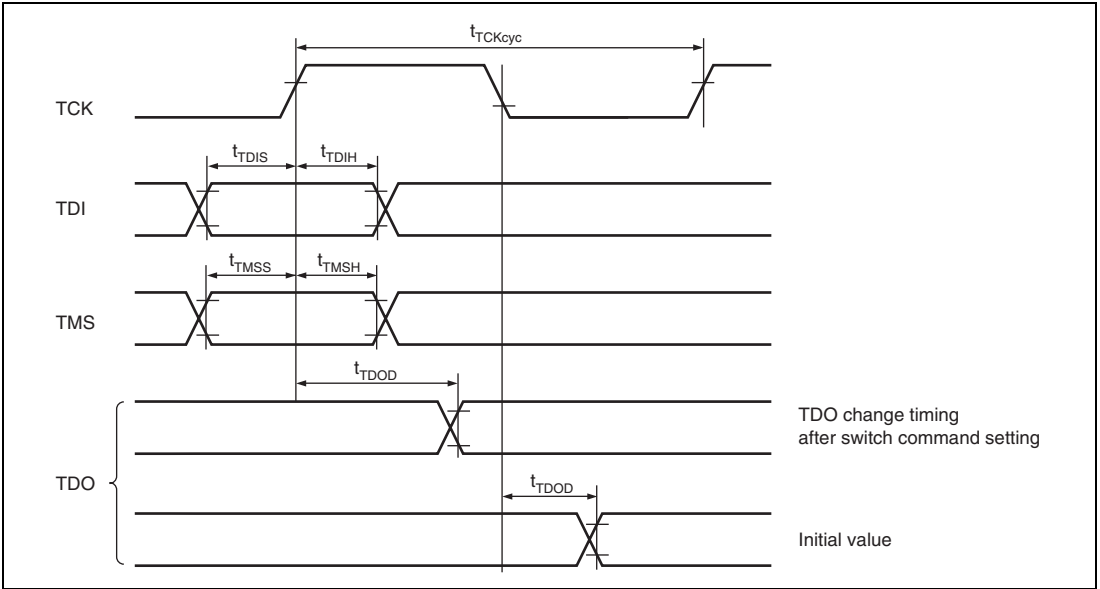 tTCKcyc
TCK
tTDIS
tTDIH
TDI
tTMSS
tTMSH
TMS
tTDOD
TDO change timing
after switch command setting
TDO
tTDOD
Initial value